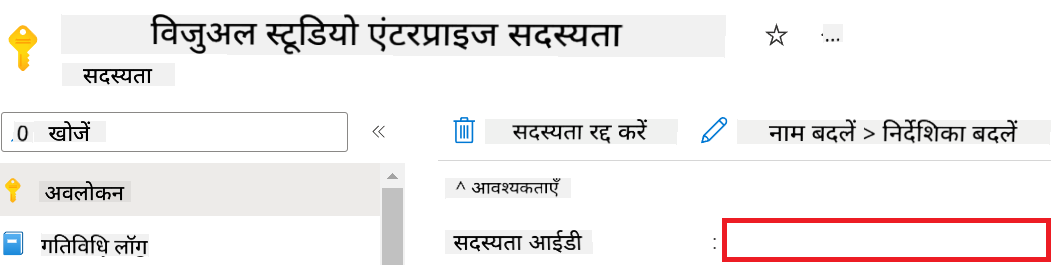 विजुअल स्टूडियो एंटरप्राइज सदस्यता
...
सदस्यता
0 खोजें «
सदस्यता रद्द करें नाम बदलें > निर्देशिका बदलें
अवलोकन
^ आवश्यकताएँ
गतिविधि लॉग
सदस्यता आईडी :